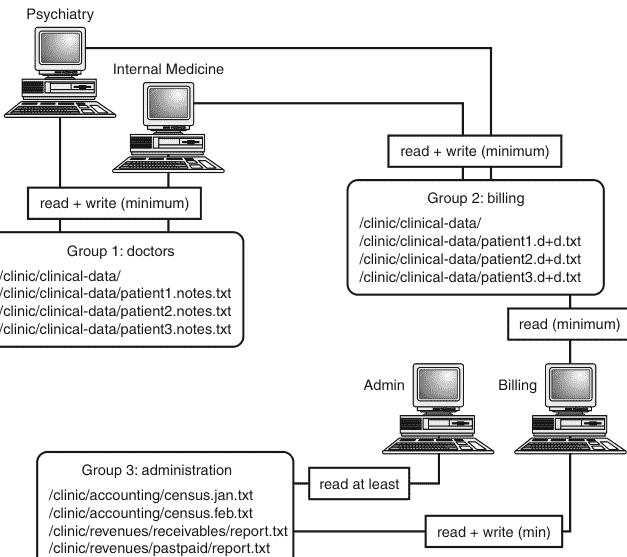 Psychiatry
Internal Medicine
read + write (minimum)
read + write (minimum)
Group 1: doctors
/clinic/clinical-data/
/clinic/clinical-data/patient1.notes.txt
/clinic/clinical-data/patient2.notes.txt
/clinic/clinical-data/patient3.notes.txt
Group 2: billing
/clinic/clinical-data/
/clinic/clinical-data/patient1.d+d.txt
/clinic/clinical-data/patient2.d+d.txt
/clinic/clinical-data/patient3.d+d.txt
read (minimum)
Admin
Billing
Group 3: administration
/clinic/accounting/census.jan.txt
/clinic/accounting/census.feb.txt
/clinic/revenues/receivables/report.txt
/clinic/revenues/pastpaid/report.txt
read at least
read + write (min)